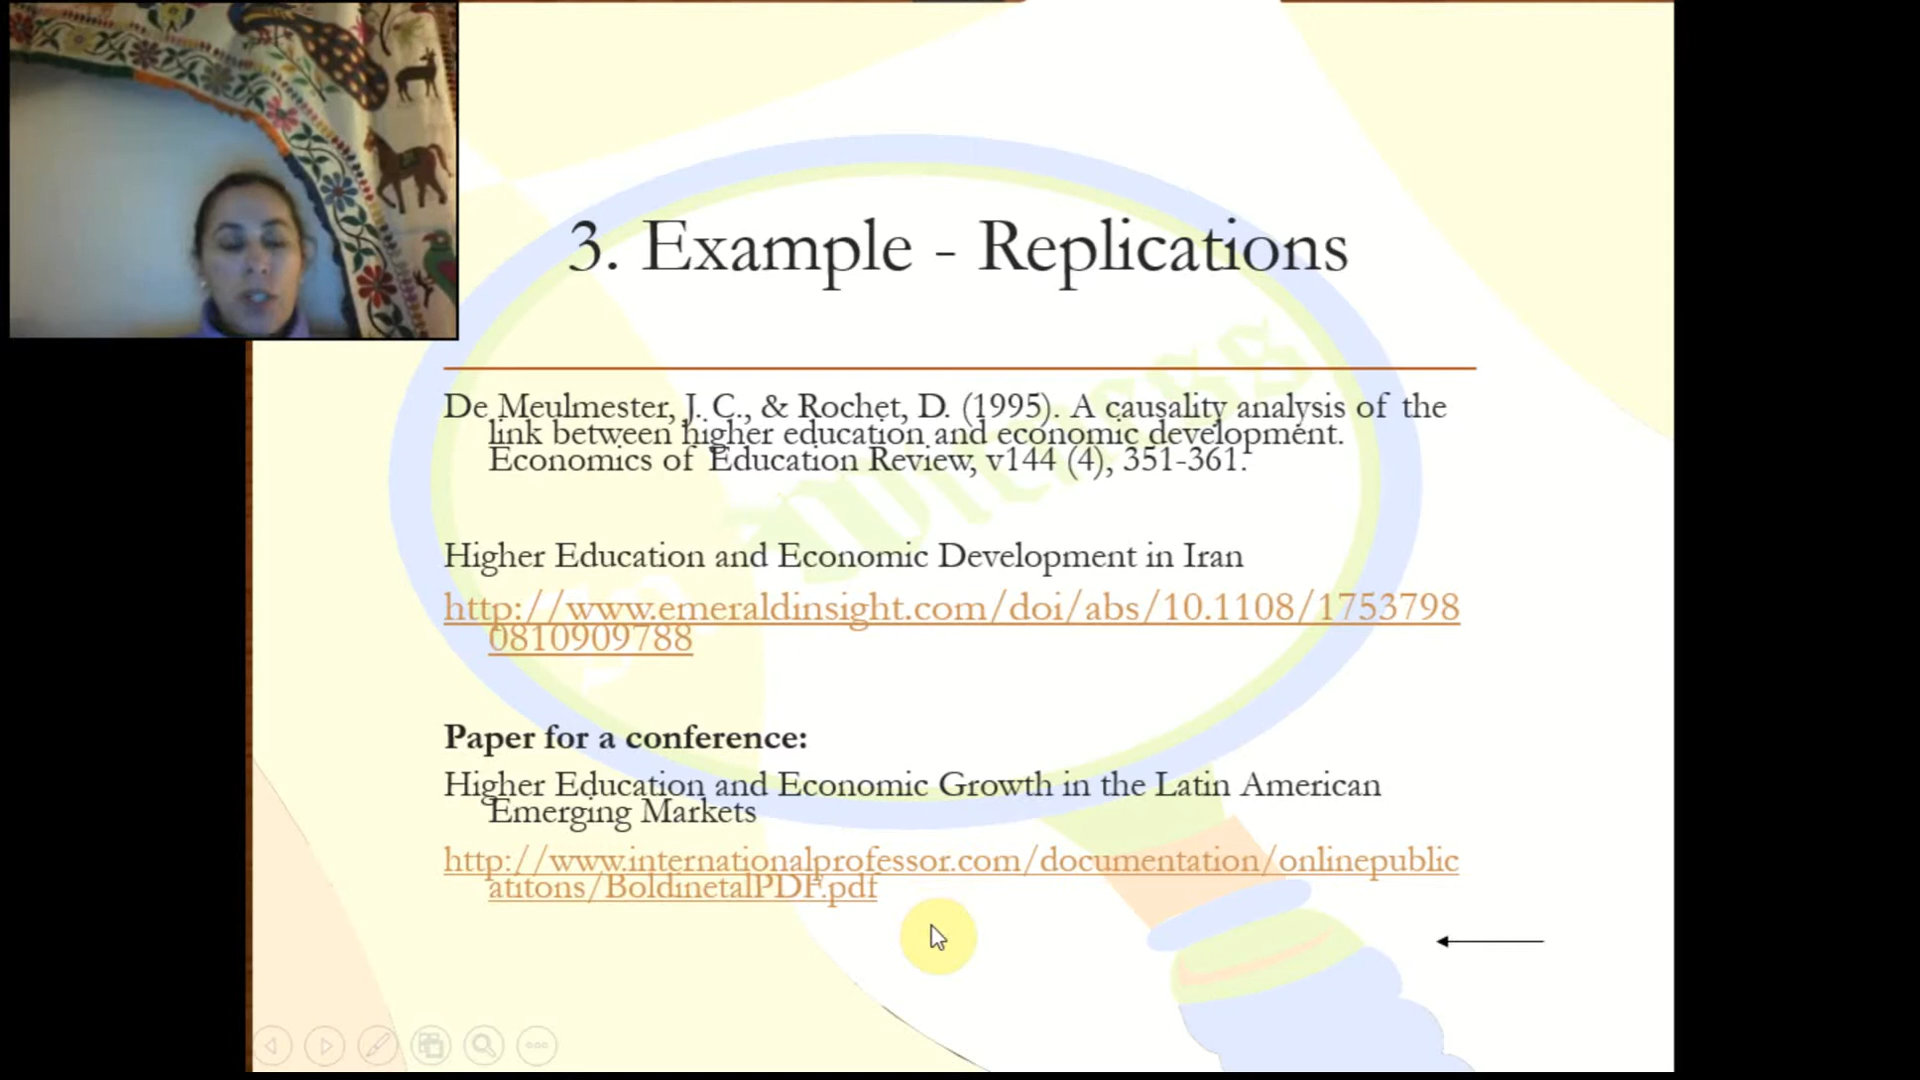 3. Example - Replications
De Meulmester, J. C., & Rochet, D. (1995). A causality analysis of the
link between higher education and economic development.
Economics of Education Review, v144 (4), 351-361.
Higher Education and Economic Development in Iran
http://www.emeraldinsight.com/doi/abs/10.1108/1753798
0810909788
Paper for a conference:
Higher Education and Economic Growth in the Latin American
Emerging Markets
http://www.internationalprofessor.com/documentation/onlinepublic
atitons/BoldinetalPDF.pdf